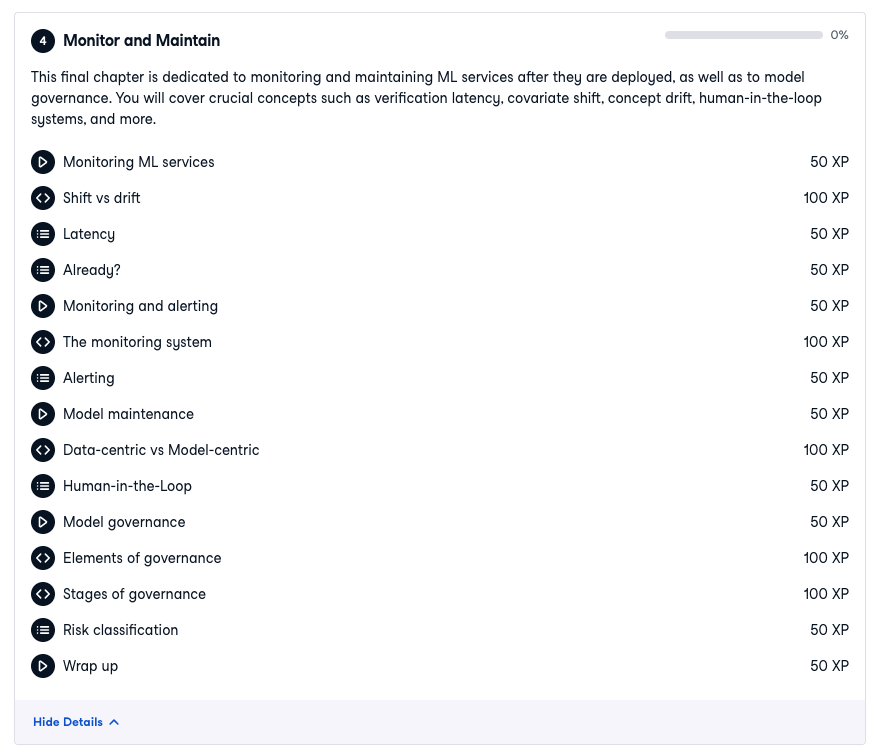 4 Monitor and Maintain 0%
This final chapter is dedicated to monitoring and maintaining ML services after they are deployed, as well as to model
governance. You will cover crucial concepts such as verification latency, covariate shift, concept drift, human-in-the-loop
systems, and more.
Monitoring ML services 50 XP
Shift vs drift 100 XP
Latency 50 XP
Already? 50 XP
Monitoring and alerting 50 XP
The monitoring system 100 XP
Alerting 50 XP
Model maintenance 50 XP
Data-centric vs Model-centric 100 XP
Human-in-the-Loop 50 XP
Model governance 50 XP
Elements of governance 100 XP
Stages of governance 100 XP
Risk classification 50 XP
Wrap up 50 XP
Hide Details